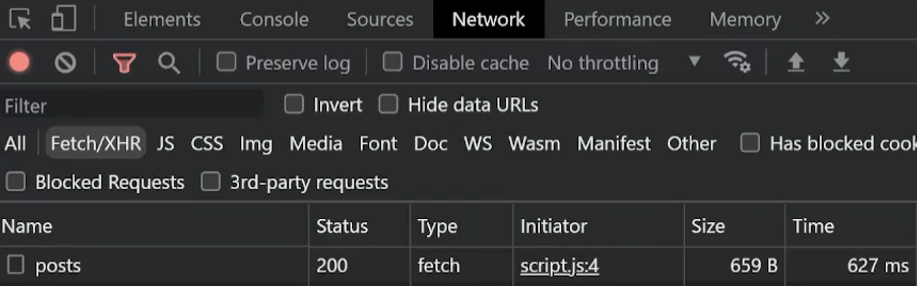 Elements Console Sources Network Performance Memory »
Preserve log Disable cache No throttling
Filter Invert Hide data URLs
All Fetch/XHR JS CSS Img Media Font Doc WS Wasm Manifest Other Has blocked cook
Blocked Requests 3rd-party requests
Name Status Type Initiator Size Time
posts 200 fetch script.js:4 659 B 627 ms